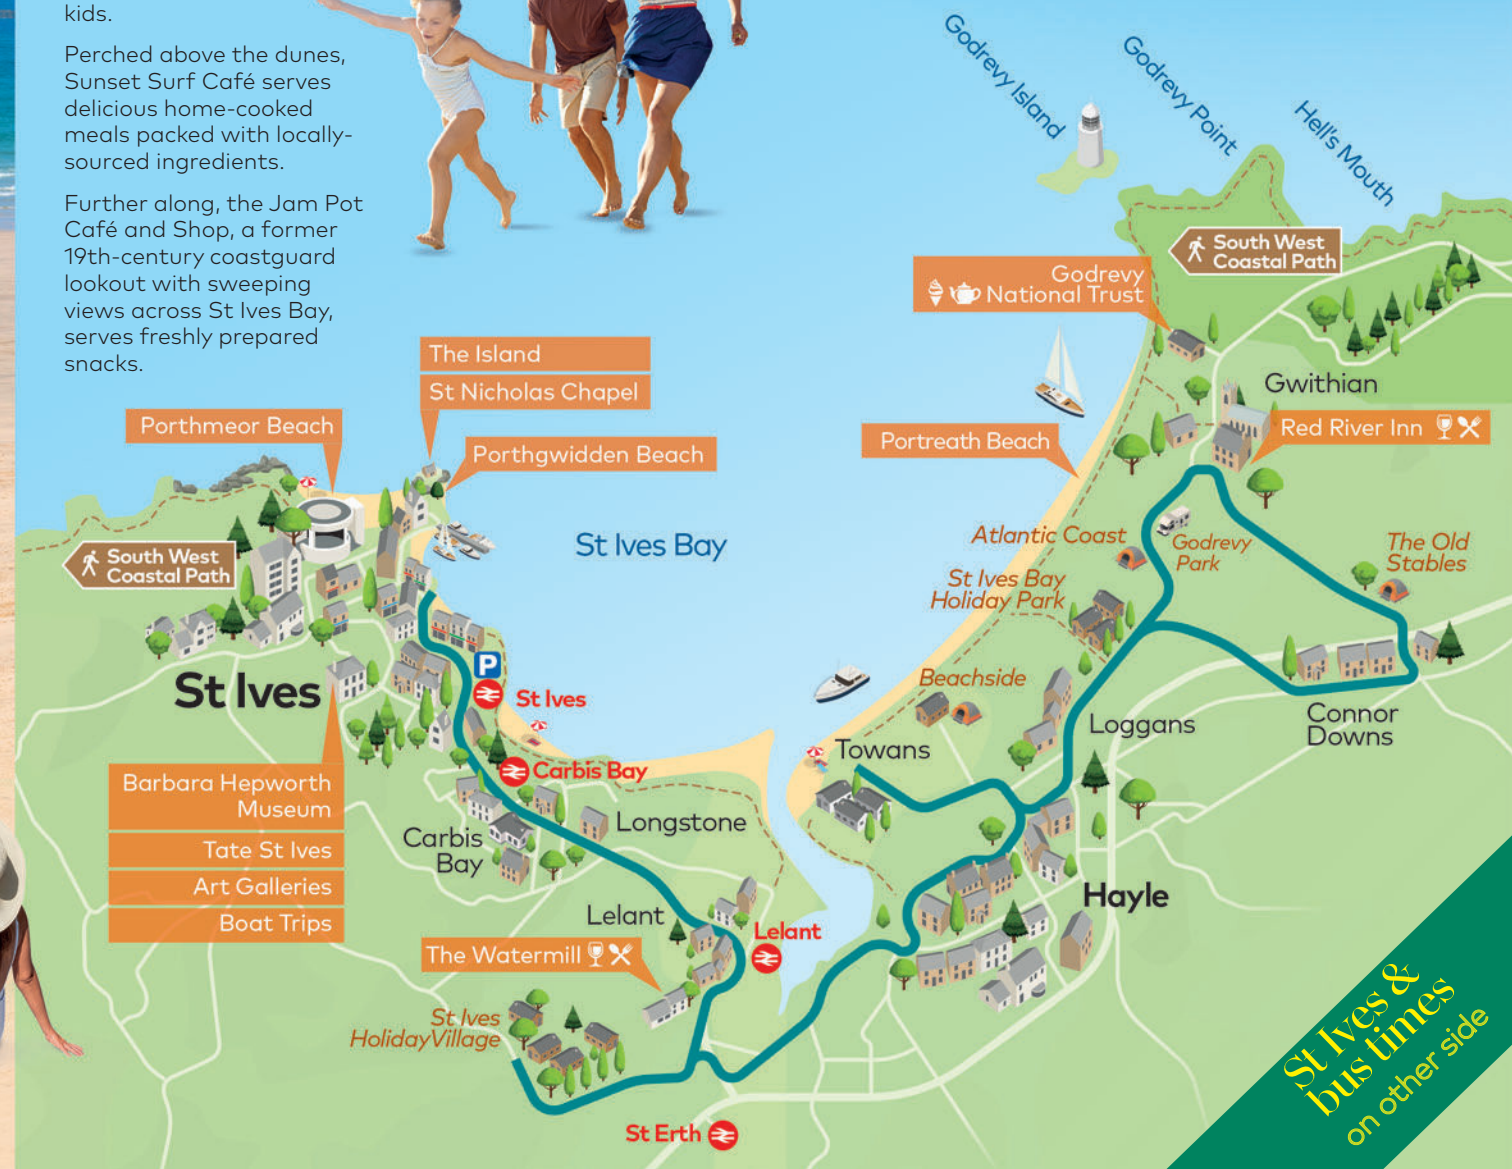 kids.
Perched above the dunes,
Sunset Surf Café serves
delicious home-cooked
meals packed with locally-
sourced ingredients.
Further along, the Jam Pot
Café and Shop, a former
19th-century coastguard
lookout with sweeping
views across St Ives Bay,
serves freshly prepared
snacks.
Godrevy Island
Godrevy Point
Hell's Mouth
South West
Coastal Path
Godrevy
National Trust
The Island
St Nicholas Chapel
Porthmeor Beach
Porthgwidden Beach
Portreath Beach
Gwithian
Red River Inn
St Ives Bay
Atlantic Coast
Godrevy
Park
The Old
Stables
South West
Coastal Path
St Ives Bay
Holiday Park
St Ives
P
St Ives
Beachside
Loggans
Connor
Downs
Towans
Carbis Bay
Barbara Hepworth
Museum
Tate St Ives
Art Galleries
Boat Trips
Carbis
Bay
Longstone
Hayle
Lelant
Lelant
The Watermill
St Ives
HolidayVillage
St Erth
St Ives &
bus times
on other side